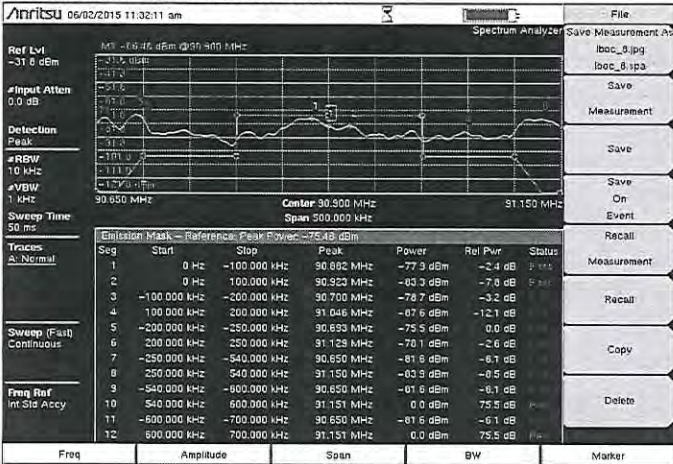 Anritsu 06/02/2015 11:32:11 am
Spectrum Analyzer
Ref Lvl
-31.6 dBm
#Input Atten
0.0 dB
Detection
Peak
#RBW
10 kHz
#VBW
1 kHz
Sweep Time
50 ms
Traces
A: Normal
Sweep (Fast)
Continuous
Freq Ref
Int Std Accy
M1 dBm @90.900 MHz
90.650 MHz
Center 90.900 MHz
91.150 MHz
Span 500.000 kHz
Emission Mask - Reference: Peak Power: -75.48 dBm
Seg Start Stop Peak Power Rel Pwr Status
1 0 Hz -100.000 kHz 90.882 MHz -77.9 dBm -2.4 dB
2 0 Hz 100.000 kHz 90.923 MHz -83.3 dBm -7.8 dB
3 -100.000 kHz -200.000 kHz 90.700 MHz -78.7 dBm -3.2 dB
4 100.000 kHz 200.000 kHz 91.046 MHz -87.6 dBm -12.1 dB
5 -200.000 kHz -250.000 kHz 90.693 MHz -75.5 dBm 0.0 dB
6 200.000 kHz 250.000 kHz 91.129 MHz -78.1 dBm -2.6 dB
7 -250.000 kHz -540.000 kHz 90.650 MHz -81.6 dBm -6.1 dB
8 250.000 kHz 540.000 kHz 91.150 MHz -83.9 dBm -8.5 dB
9 -540.000 kHz -600.000 kHz 90.650 MHz -81.6 dBm -6.1 dB
10 540.000 kHz 600.000 kHz 91.151 MHz 0.0 dBm 75.5 dB
11 -600.000 kHz -700.000 kHz 90.650 MHz -81.6 dBm -6.1 dB
12 600.000 kHz 700.000 kHz 91.151 MHz 0.0 dBm 75.5 dB
File
Save Measurement As
iboc_8.jpg
iboc_8.spa
Save
Measurement
Save
Save
On
Event
Recall
Measurement
Recall
Copy
Delete
Freq Amplitude Span BW Marker